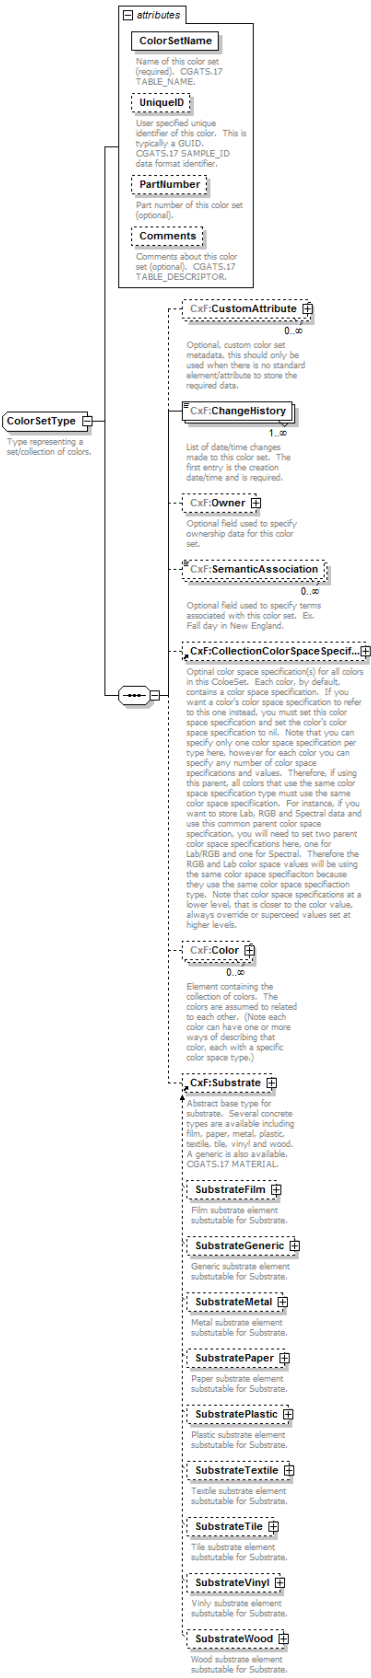 attributes
ColorSetName
Name of this color set
(required).  CGATS.17
TABLE_NAME.
UniqueID
User specified unique
identifier of this color.  This is
typically a GUID.
CGATS.17 SAMPLE_ID
data format identifier.
PartNumber
Part number of this color set
(optional).
Comments
Comments about this color
set (optional).  CGATS.17
TABLE_DESCRIPTOR.
CxF:CustomAttribute
0..∞
Optional, custom color set
metadata, this should only be
used when there is no standard
element/attribute to store the
required data.
ColorSetType
Type representing a
set/collection of colors.
CxF:ChangeHistory
1..∞
List of date/time changes
made to this color set.  The
first entry is the creation
date/time and is required.
CxF:Owner
Optional field used to specify
ownership data for this color
set.
CxF:SemanticAssociation
0..∞
Optional field used to specify terms
associated with this color set.  Ex.
Fall day in New England.
CxF:CollectionColorSpaceSpecif...
Optinal color space specification(s) for all colors
in this ColoeSet.  Each color, by default,
contains a color space specification.  If you
want a color's color space specification to refer
to this one instead, you must set this color
space specification and set the color's color
space specification to nil.  Note that you can
specify only one color space specification per
type here, however for each color you can
specify any number of color space
specifications and values.  Therefore, if using
this parent, all colors that use the same color
space specification type must use the same
color space specfiication.  For instance, if you
want to store Lab, RGB and Spectral data and
use this common parent color space
specification, you will need to set two parent
color space specifications here, one for
Lab/RGB and one for Spectral.  Therefore the
RGB and Lab color space values will be using
the same color space specifiaciton because
they use the same color space specifiaction
type.  Note that color space specifications at a
lower level, that is closer to the color value,
always override or superceed values set at
higher levels.
CxF:Color
0..∞
Element containing the
collection of colors.  The
colors are assumed to related
to each other.  (Note each
color can have one or more
ways of describing that
color, each with a specific
color space type.)
CxF:Substrate
Abstract base type for
substrate.  Several concrete
types are available including
film, paper, metal, plastic,
textile, tile, vinyl and wood.
A generic is also available.
CGATS.17 MATERIAL.
SubstrateFilm
Film substrate element
substutable for Substrate.
SubstrateGeneric
Generic substrate element
substutable for Substrate.
SubstrateMetal
Metal substrate element
substutable for Substrate.
SubstratePaper
Paper substrate element
substutable for Substrate.
SubstratePlastic
Plastic substrate element
substutable for Substrate.
SubstrateTextile
Textile substrate element
substutable for Substrate.
SubstrateTile
Tile substrate element
substutable for Substrate.
SubstrateVinyl
Vinly substrate element
substutable for Substrate.
SubstrateWood
Wood substrate element
substutable for Substrate.